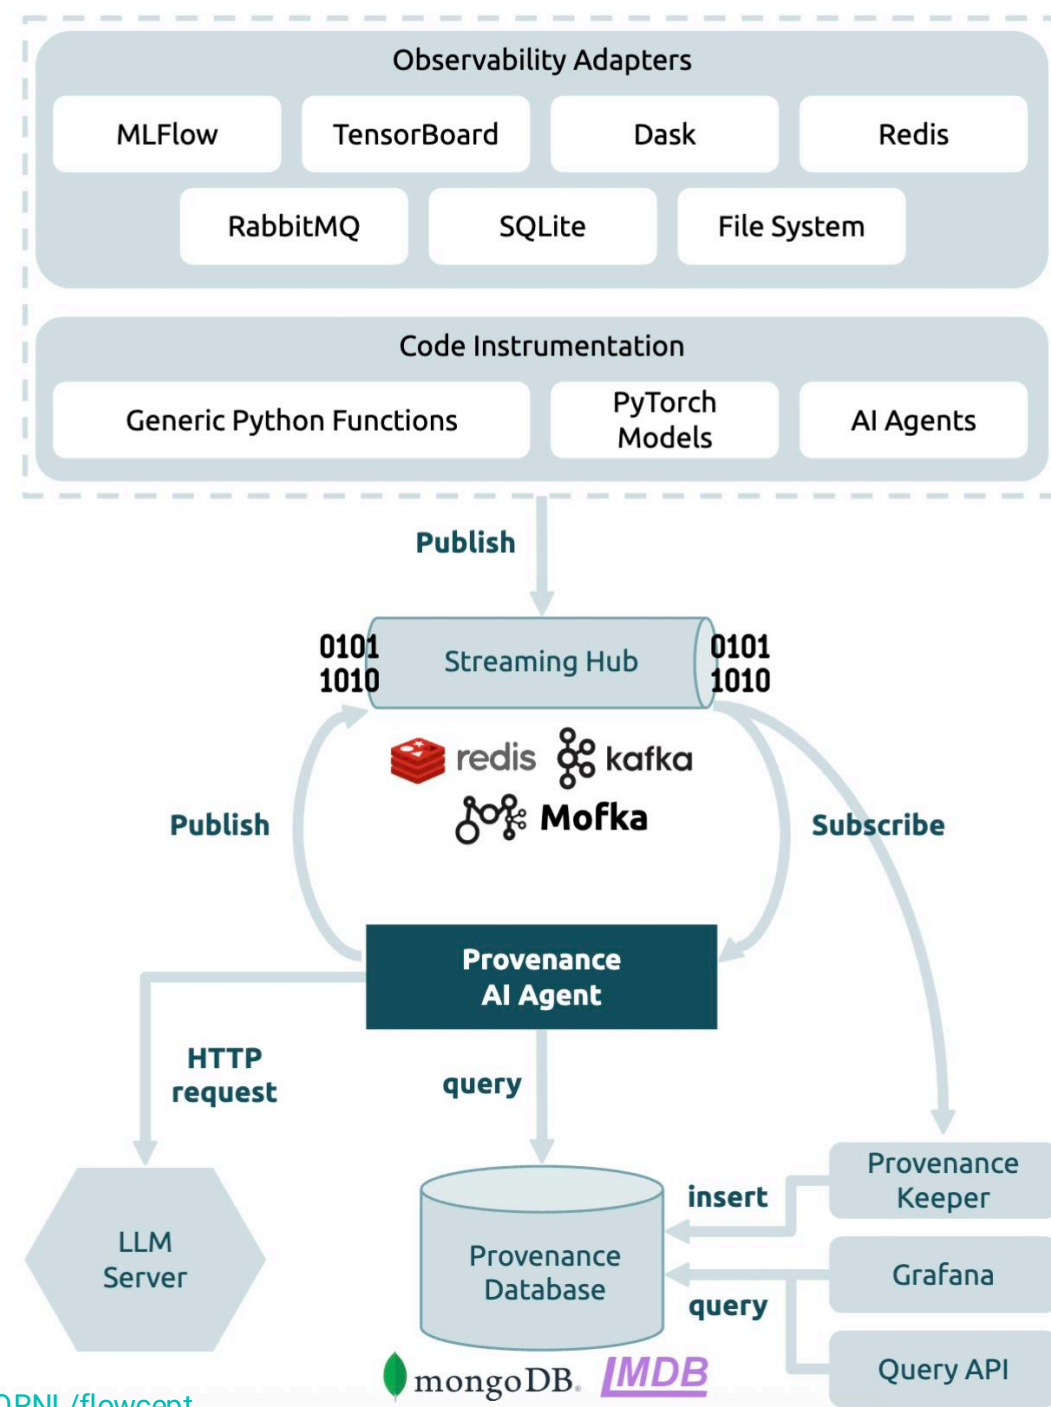 Observability Adapters
MLFlow
TensorBoard
Dask
Redis
RabbitMQ
SQLite
File System
Code Instrumentation
Generic Python Functions
PyTorch
Models
AI Agents
Publish
0101
1010
Streaming Hub
0101
1010
redis
kafka
Mofka
Publish
Subscribe
Provenance
AI Agent
HTTP
request
query
LLM
Server
Provenance
Database
insert
query
Provenance
Keeper
Grafana
Query API
mongoDB.
LMDB
ORNL/flowcept